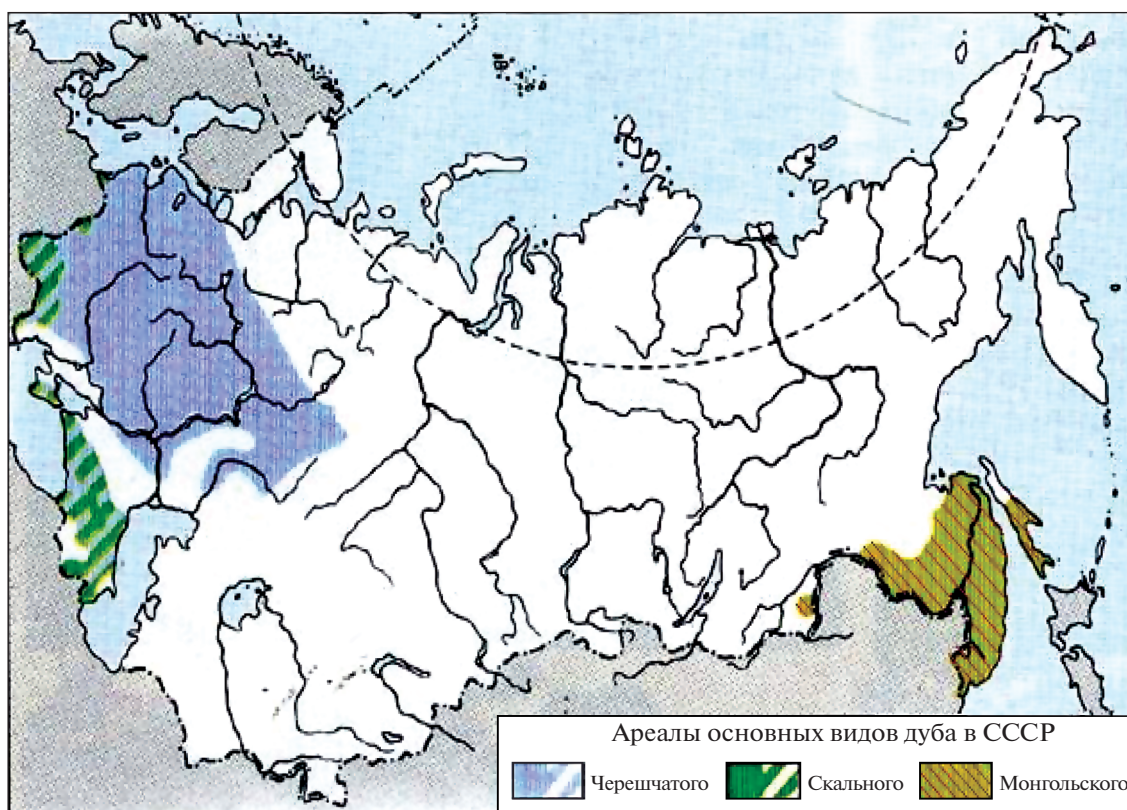 Ареалы основных видов дуба в СССР
Черешчатого
Скального
Монгольского